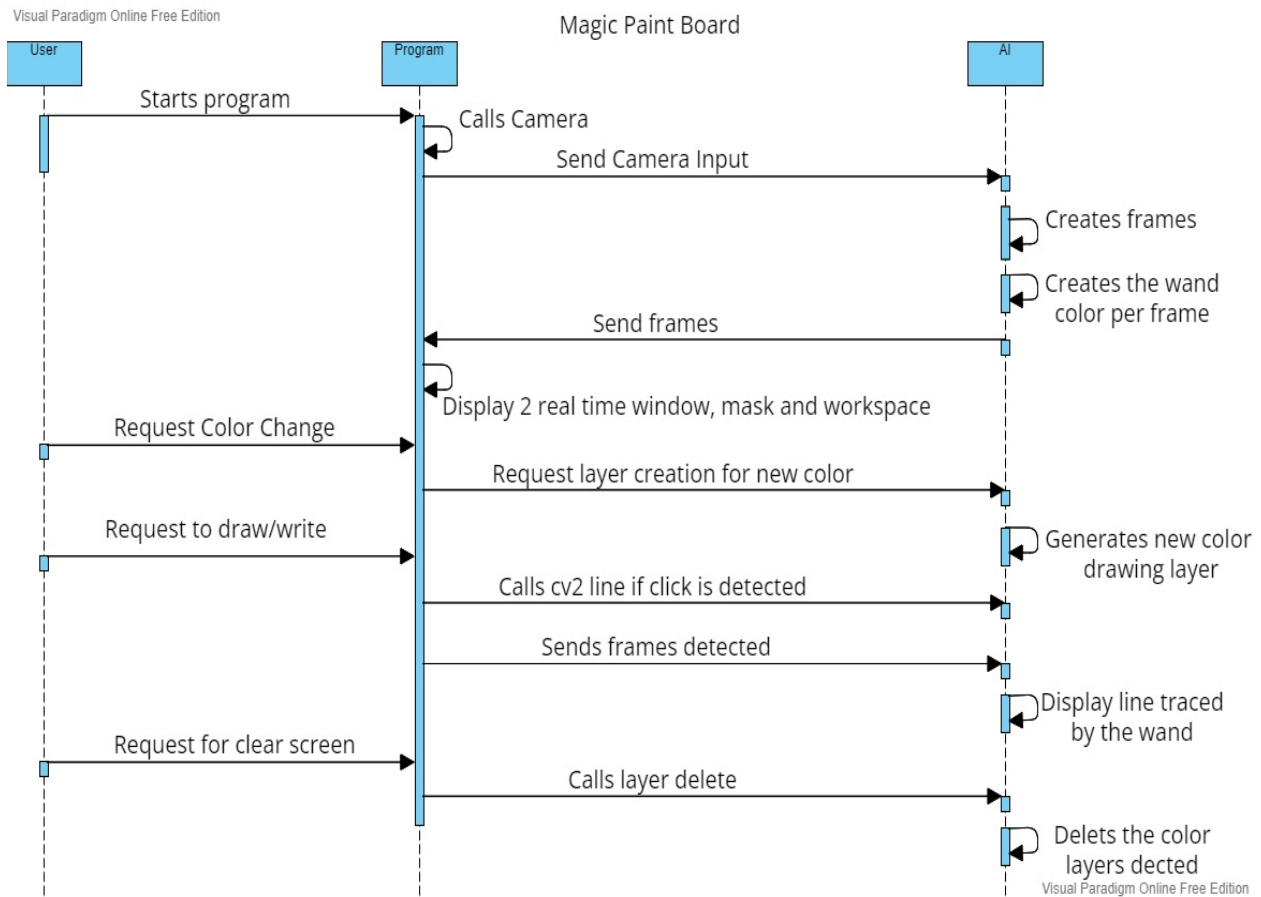 Visual Paradigm Online Free Edition
Magic Paint Board
User
Program
AI
Starts program
Calls Camera
Send Camera Input
Creates frames
Creates the wand
color per frame
Send frames
Display 2 real time window, mask and workspace
Request Color Change
Request layer creation for new color
Request to draw/write
Generates new color
drawing layer
Calls cv2 line if click is detected
Sends frames detected
Display line traced
by the wand
Request for clear screen
Calls layer delete
Deletes the color
layers dected
Visual Paradigm Online Free Edition